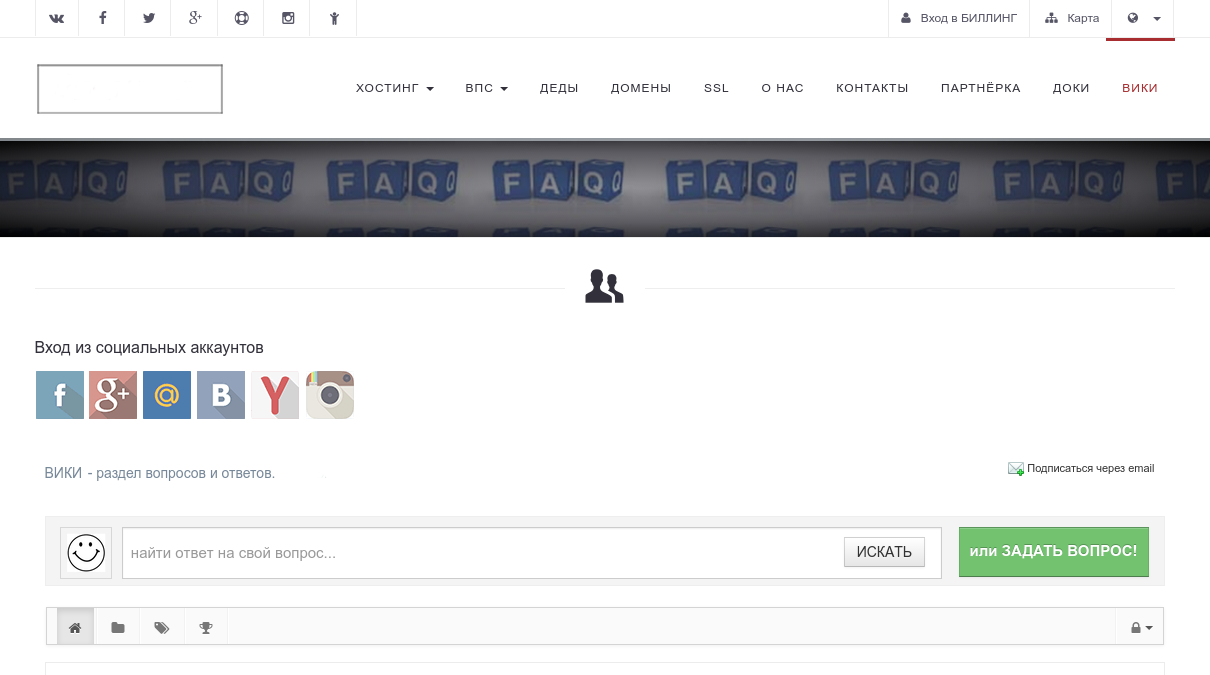 Вход в БИЛЛИНГ Карта
ХОСТИНГ ВПС ДЕДЫ ДОМЕНЫ SSL О НАС КОНТАКТЫ ПАРТНЁРКА ДОКИ ВИКИ
FAQ FAQ FAQ FAQ FAQ FAQ FAQ F
Вход из социальных аккаунтов
ВИКИ - раздел вопросов и ответов.
Подписаться через email
найти ответ на свой вопрос...
ИСКАТЬ
или ЗАДАТЬ ВОПРОС!